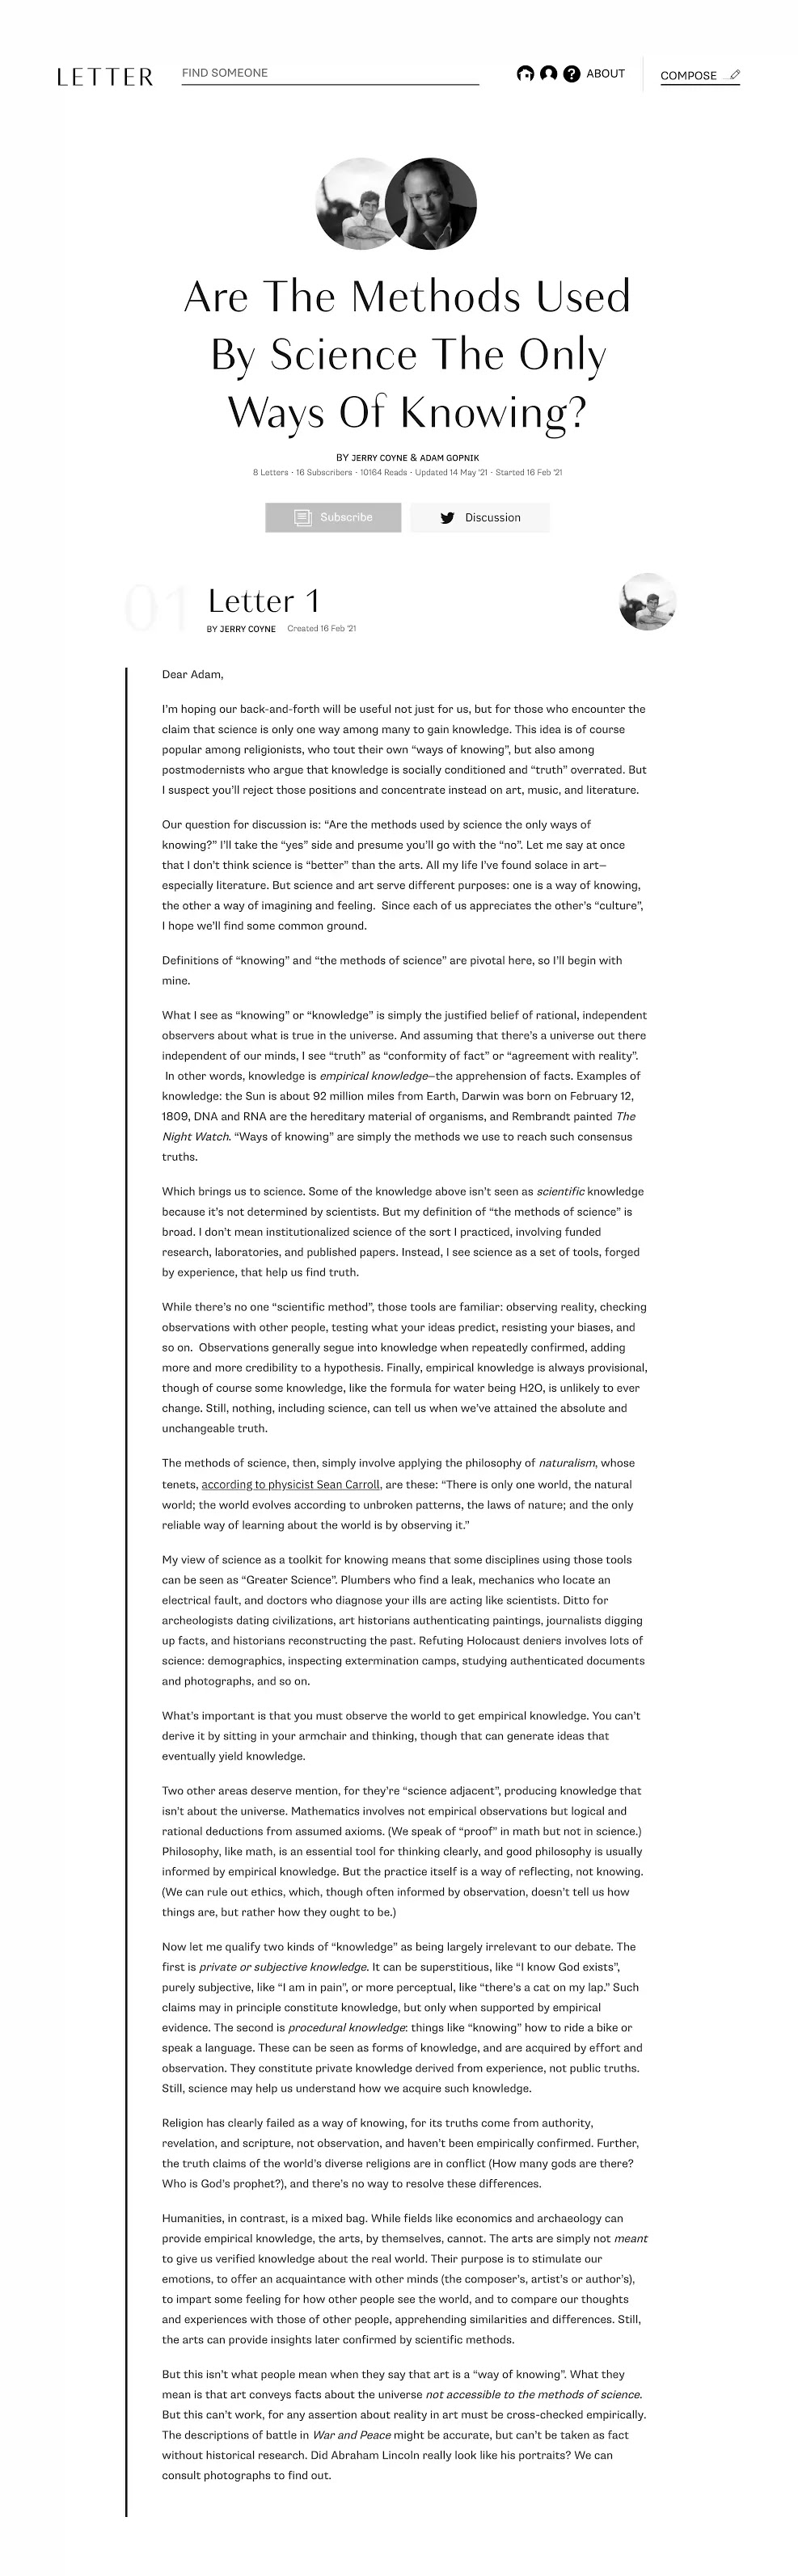 LETTER
FIND SOMEONE
? ABOUT
COMPOSE
Are The Methods Used
By Science The Only
Ways Of Knowing?
BY JERRY COYNE & ADAM GOPNIK
8 Letters · 16 Subscribers · 10164 Reads · Updated 14 May '21 · Started 16 Feb '21
Subscribe
Discussion
01
Letter 1
BY JERRY COYNE Created 16 Feb '21
Dear Adam,
I'm hoping our back-and-forth will be useful not just for us, but for those who encounter the
claim that science is only one way among many to gain knowledge. This idea is of course
popular among religionists, who tout their own “ways of knowing”, but also among
postmodernists who argue that knowledge is socially conditioned and “truth” overrated. But
I suspect you'll reject those positions and concentrate instead on art, music, and literature.
Our question for discussion is: “Are the methods used by science the only ways of
knowing?” I'll take the “yes” side and presume you'll go with the “no”. Let me say at once
that I don't think science is “better” than the arts. All my life I've found solace in art—
especially literature. But science and art serve different purposes: one is a way of knowing,
the other a way of imagining and feeling.  Since each of us appreciates the other's “culture”,
I hope we'll find some common ground.
Definitions of “knowing” and “the methods of science” are pivotal here, so I'll begin with
mine.
What I see as “knowing” or “knowledge” is simply the justified belief of rational, independent
observers about what is true in the universe. And assuming that there's a universe out there
independent of our minds, I see “truth” as “conformity of fact” or “agreement with reality”.
In other words, knowledge is empirical knowledge—the apprehension of facts. Examples of
knowledge: the Sun is about 92 million miles from Earth, Darwin was born on February 12,
1809, DNA and RNA are the hereditary material of organisms, and Rembrandt painted The
Night Watch. “Ways of knowing” are simply the methods we use to reach such consensus
truths.
Which brings us to science. Some of the knowledge above isn't seen as scientific knowledge
because it's not determined by scientists. But my definition of “the methods of science” is
broad. I don't mean institutionalized science of the sort I practiced, involving funded
research, laboratories, and published papers. Instead, I see science as a set of tools, forged
by experience, that help us find truth.
While there's no one “scientific method”, those tools are familiar: observing reality, checking
observations with other people, testing what your ideas predict, resisting your biases, and
so on.  Observations generally segue into knowledge when repeatedly confirmed, adding
more and more credibility to a hypothesis. Finally, empirical knowledge is always provisional,
though of course some knowledge, like the formula for water being H2O, is unlikely to ever
change. Still, nothing, including science, can tell us when we've attained the absolute and
unchangeable truth.
The methods of science, then, simply involve applying the philosophy of naturalism, whose
tenets, according to physicist Sean Carroll, are these: “There is only one world, the natural
world; the world evolves according to unbroken patterns, the laws of nature; and the only
reliable way of learning about the world is by observing it.”
My view of science as a toolkit for knowing means that some disciplines using those tools
can be seen as “Greater Science”. Plumbers who find a leak, mechanics who locate an
electrical fault, and doctors who diagnose your ills are acting like scientists. Ditto for
archeologists dating civilizations, art historians authenticating paintings, journalists digging
up facts, and historians reconstructing the past. Refuting Holocaust deniers involves lots of
science: demographics, inspecting extermination camps, studying authenticated documents
and photographs, and so on.
What's important is that you must observe the world to get empirical knowledge. You can't
derive it by sitting in your armchair and thinking, though that can generate ideas that
eventually yield knowledge.
Two other areas deserve mention, for they're “science adjacent”, producing knowledge that
isn't about the universe. Mathematics involves not empirical observations but logical and
rational deductions from assumed axioms. (We speak of “proof” in math but not in science.)
Philosophy, like math, is an essential tool for thinking clearly, and good philosophy is usually
informed by empirical knowledge. But the practice itself is a way of reflecting, not knowing.
(We can rule out ethics, which, though often informed by observation, doesn't tell us how
things are, but rather how they ought to be.)
Now let me qualify two kinds of “knowledge” as being largely irrelevant to our debate. The
first is private or subjective knowledge. It can be superstitious, like “I know God exists”,
purely subjective, like “I am in pain”, or more perceptual, like “there's a cat on my lap.” Such
claims may in principle constitute knowledge, but only when supported by empirical
evidence. The second is procedural knowledge: things like “knowing” how to ride a bike or
speak a language. These can be seen as forms of knowledge, and are acquired by effort and
observation. They constitute private knowledge derived from experience, not public truths.
Still, science may help us understand how we acquire such knowledge.
Religion has clearly failed as a way of knowing, for its truths come from authority,
revelation, and scripture, not observation, and haven't been empirically confirmed. Further,
the truth claims of the world's diverse religions are in conflict (How many gods are there?
Who is God's prophet?), and there's no way to resolve these differences.
Humanities, in contrast, is a mixed bag. While fields like economics and archaeology can
provide empirical knowledge, the arts, by themselves, cannot. The arts are simply not meant
to give us verified knowledge about the real world. Their purpose is to stimulate our
emotions, to offer an acquaintance with other minds (the composer's, artist's or author's),
to impart some feeling for how other people see the world, and to compare our thoughts
and experiences with those of other people, apprehending similarities and differences. Still,
the arts can provide insights later confirmed by scientific methods.
But this isn't what people mean when they say that art is a “way of knowing”. What they
mean is that art conveys facts about the universe not accessible to the methods of science.
But this can't work, for any assertion about reality in art must be cross-checked empirically.
The descriptions of battle in War and Peace might be accurate, but can't be taken as fact
without historical research. Did Abraham Lincoln really look like his portraits? We can
consult photographs to find out.